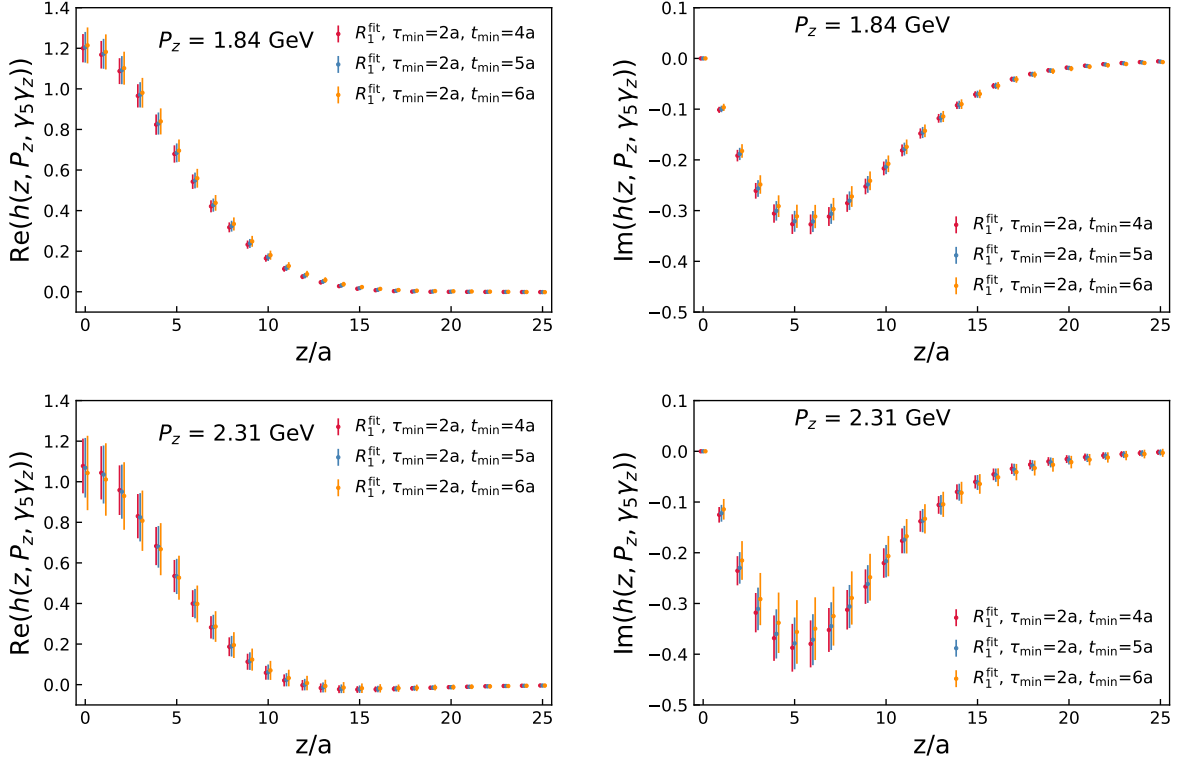 1.4
1.2
1.0
0.8
0.6
0.4
0.2
0.0
Re(h(z, P_z, γ_5γ_z))
P_z = 1.84 GeV
R_1^fit, τ_min=2a, t_min=4a
R_1^fit, τ_min=2a, t_min=5a
R_1^fit, τ_min=2a, t_min=6a
0 5 10 15 20 25
z/a
0.1
0.0
−0.1
−0.2
−0.3
−0.4
−0.5
Im(h(z, P_z, γ_5γ_z))
P_z = 1.84 GeV
R_1^fit, τ_min=2a, t_min=4a
R_1^fit, τ_min=2a, t_min=5a
R_1^fit, τ_min=2a, t_min=6a
0 5 10 15 20 25
z/a
1.4
1.2
1.0
0.8
0.6
0.4
0.2
0.0
Re(h(z, P_z, γ_5γ_z))
P_z = 2.31 GeV
R_1^fit, τ_min=2a, t_min=4a
R_1^fit, τ_min=2a, t_min=5a
R_1^fit, τ_min=2a, t_min=6a
0 5 10 15 20 25
z/a
0.1
0.0
−0.1
−0.2
−0.3
−0.4
−0.5
Im(h(z, P_z, γ_5γ_z))
P_z = 2.31 GeV
R_1^fit, τ_min=2a, t_min=4a
R_1^fit, τ_min=2a, t_min=5a
R_1^fit, τ_min=2a, t_min=6a
0 5 10 15 20 25
z/a